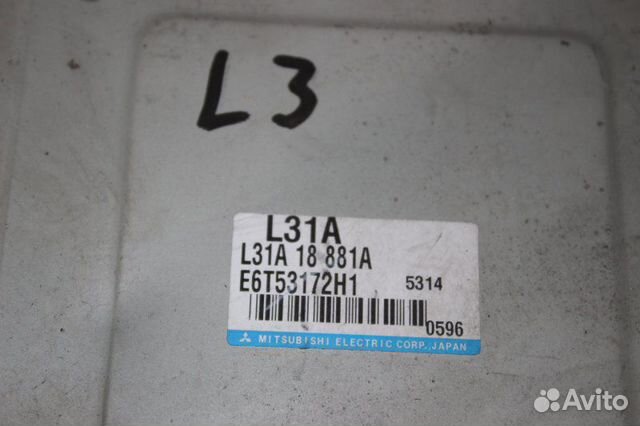 L3
L31A
L31A 18 881A
E6T53172H1 5314
0596
MITSUBISHI ELECTRIC CORP., JAPAN
Avito